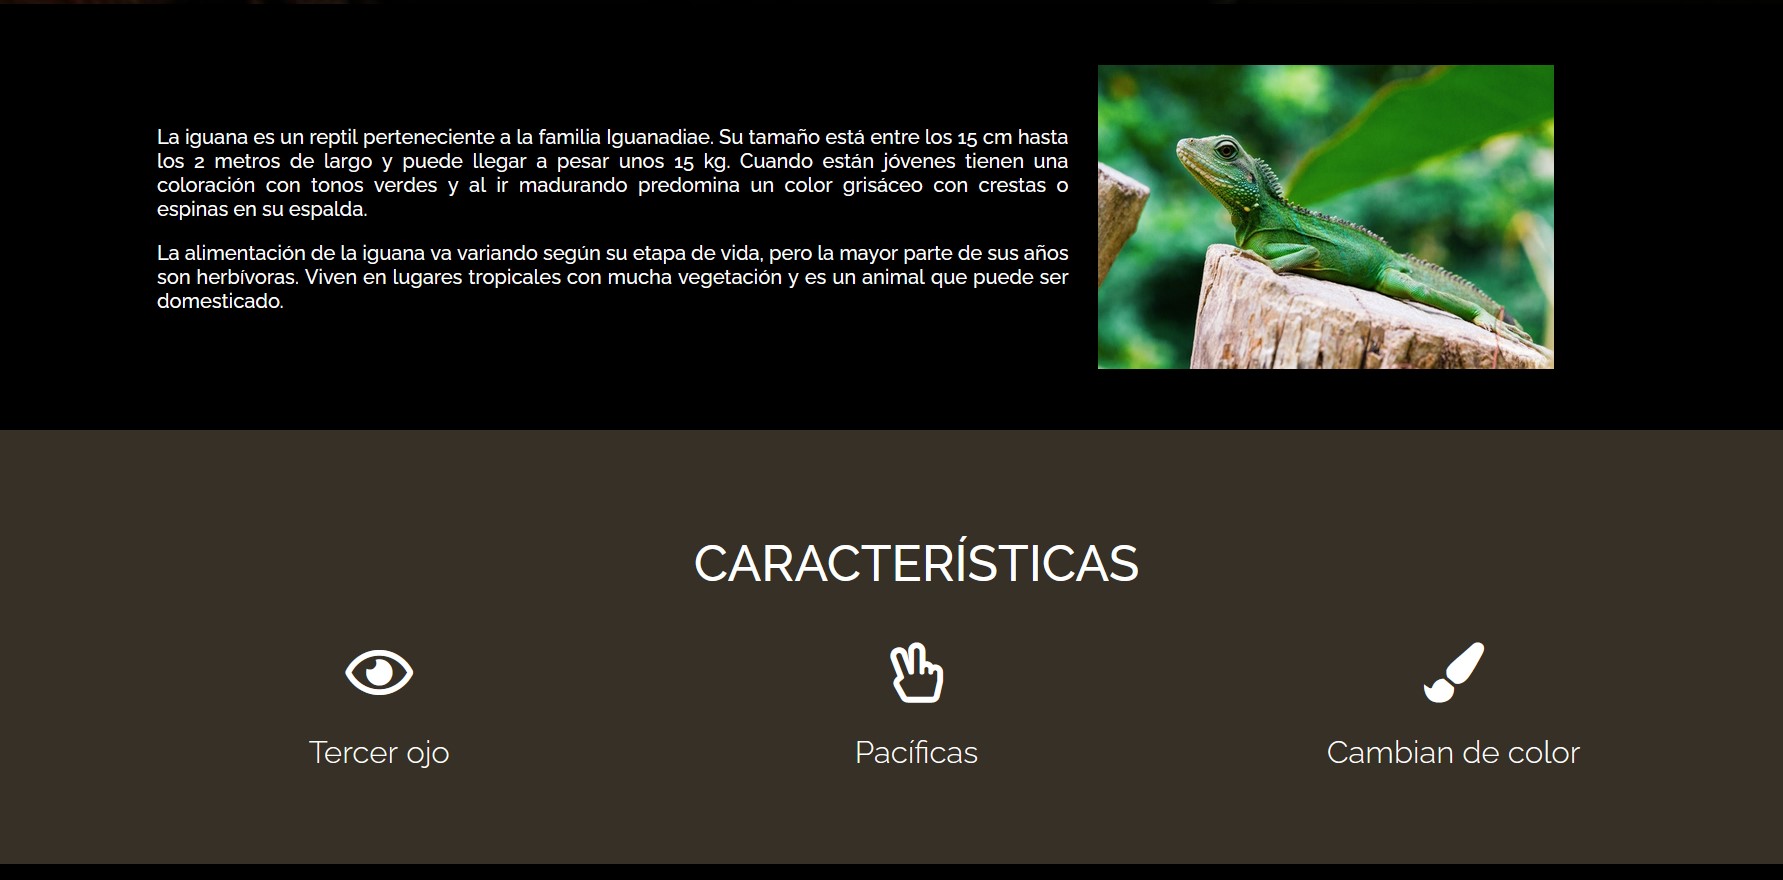 La iguana es un reptil perteneciente a la familia Iguanadiae. Su tamaño está entre los 15 cm hasta
los 2 metros de largo y puede llegar a pesar unos 15 kg. Cuando están jóvenes tienen una
coloración con tonos verdes y al ir madurando predomina un color grisáceo con crestas o
espinas en su espalda.
La alimentación de la iguana va variando según su etapa de vida, pero la mayor parte de sus años
son herbívoras. Viven en lugares tropicales con mucha vegetación y es un animal que puede ser
domesticado.
CARACTERÍSTICAS
Tercer ojo
Pacíficas
Cambian de color